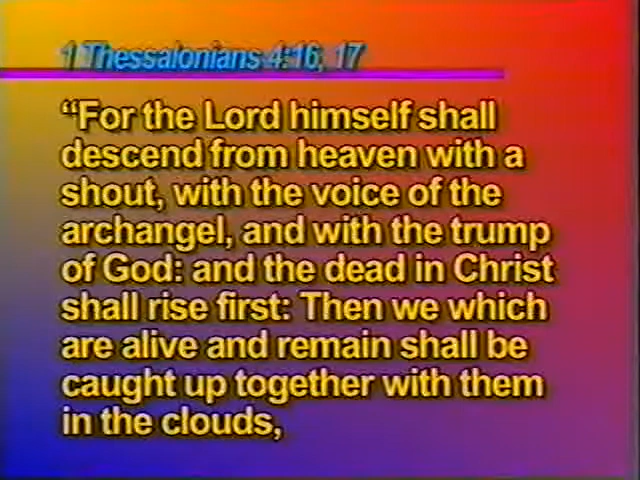 1 Thessalonians 4:16, 17
“For the Lord himself shall
descend from heaven with a
shout, with the voice of the
archangel, and with the trump
of God: and the dead in Christ
shall rise first: Then we which
are alive and remain shall be
caught up together with them
in the clouds,